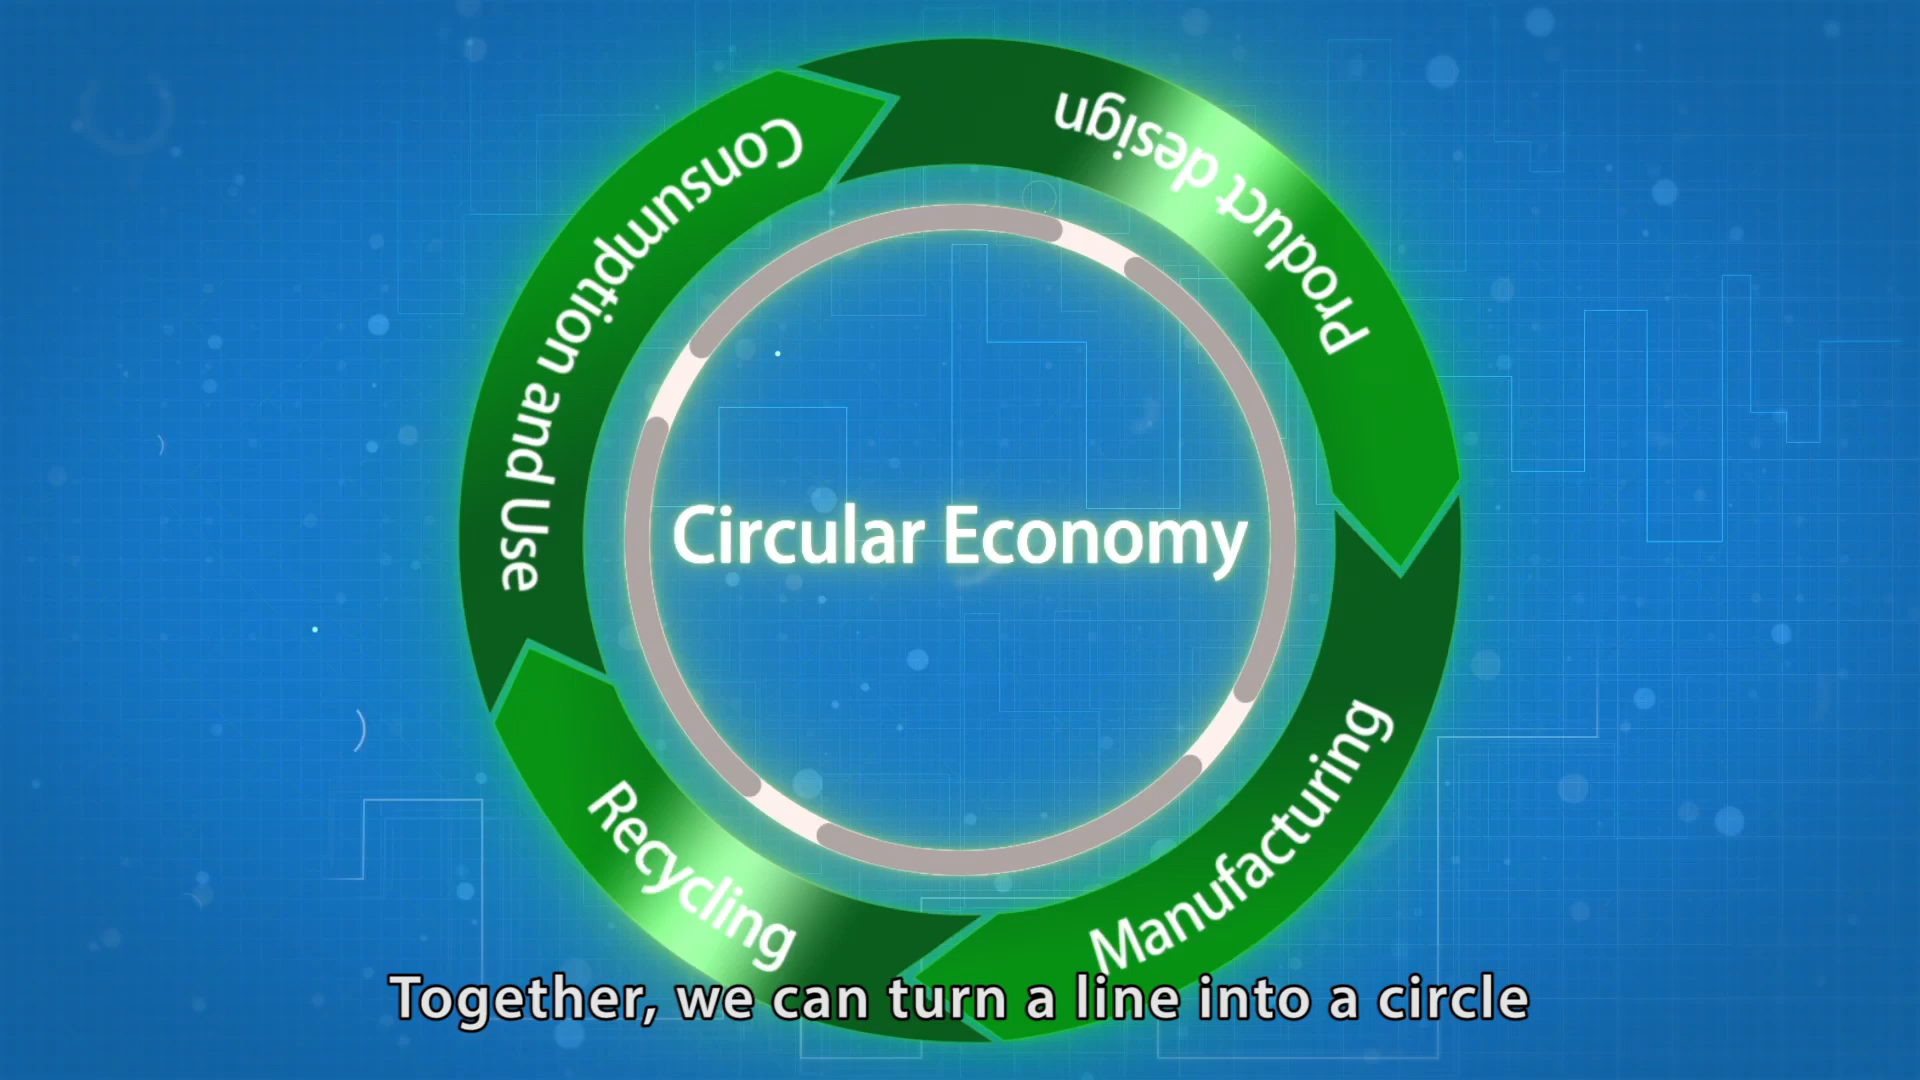 Product design
Consumption and Use
Circular Economy
Manufacturing
Recycling
Together, we can turn a line into a circle